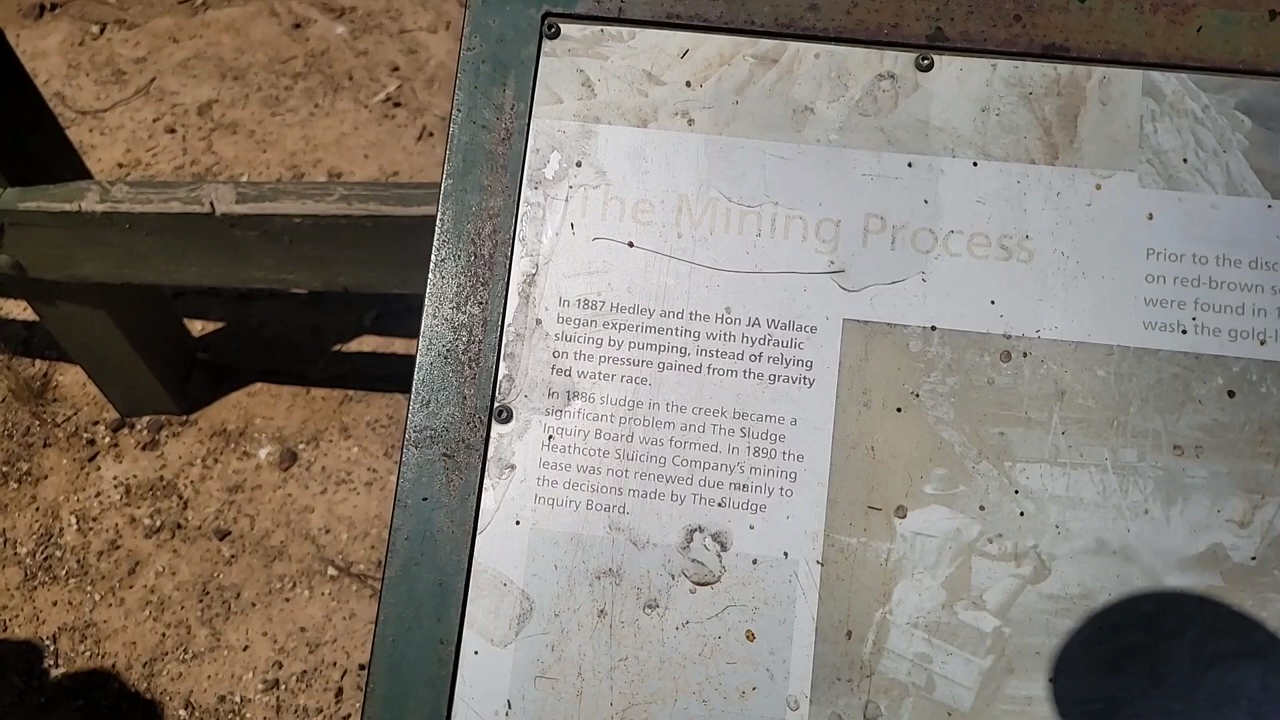 The Mining Process
In 1887 Hedley and the Hon JA Wallace
began experimenting with hydraulic
sluicing by pumping, instead of relying
on the pressure gained from the gravity
fed water race.
In 1886 sludge in the creek became a
significant problem and The Sludge
Inquiry Board was formed. In 1890 the
Heathcote Sluicing Company's mining
lease was not renewed due mainly to
the decisions made by The Sludge
Inquiry Board.
Prior to the disc
on red-brown s
were found in 1
wash the gold-